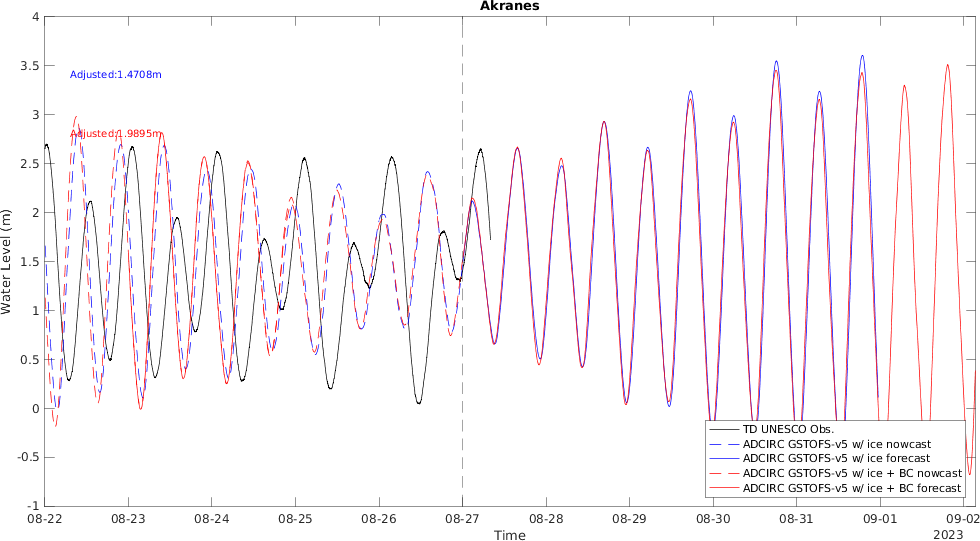 Akranes
4
3.5
3
2.5
2
1.5
1
0.5
0
-0.5
-1
Water Level (m)
Adjusted:1.4708m
Adjusted:1.9895m
TD UNESCO Obs.
ADCIRC GSTOFS-v5 w/ ice nowcast
ADCIRC GSTOFS-v5 w/ ice forecast
ADCIRC GSTOFS-v5 w/ ice + BC nowcast
ADCIRC GSTOFS-v5 w/ ice + BC forecast
08-22 08-23 08-24 08-25 08-26 08-27 08-28 08-29 08-30 08-31 09-01 09-02
Time
2023